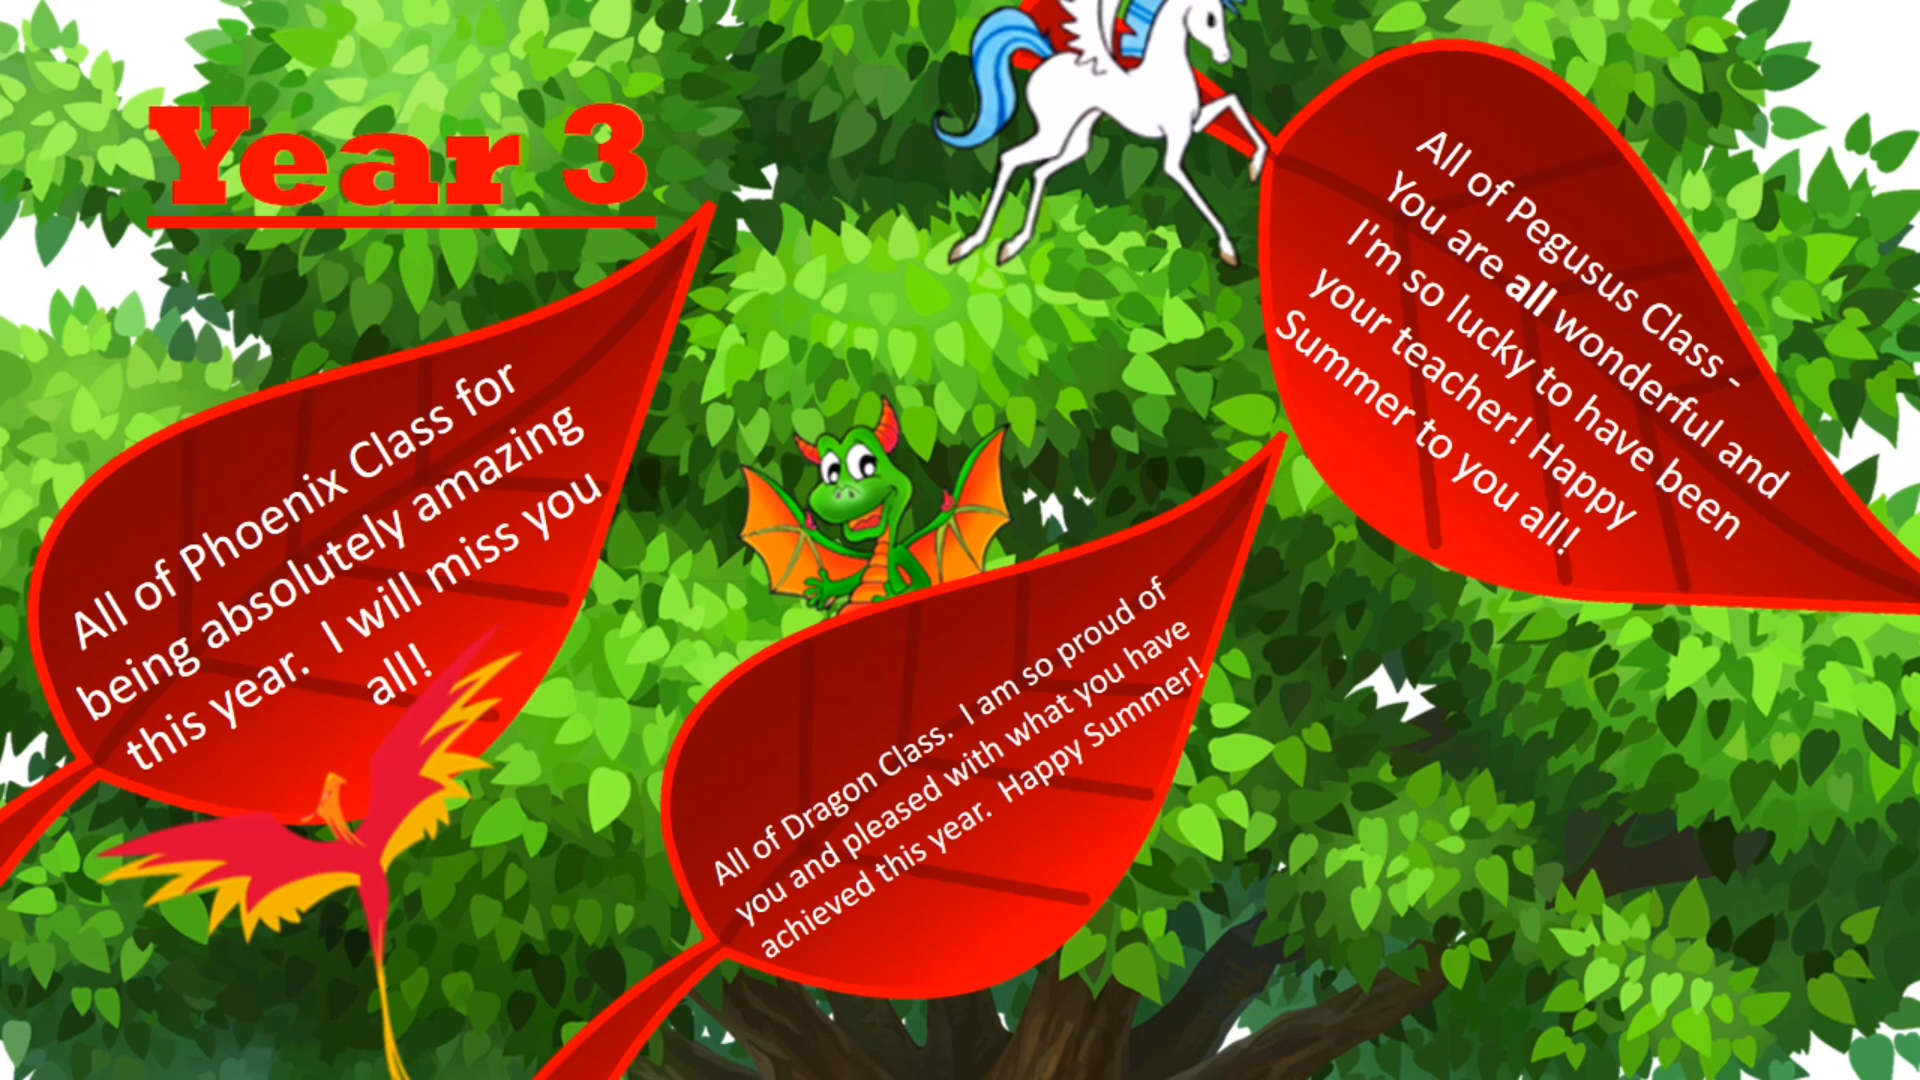 Year 3
All of Phoenix Class for
being absolutely amazing
this year. I will miss you
all!
All of Dragon Class. I am so proud of
you and pleased with what you have
achieved this year. Happy Summer!
All of Pegusus Class -
You are all wonderful and
I'm so lucky to have been
your teacher! Happy
Summer to you all!